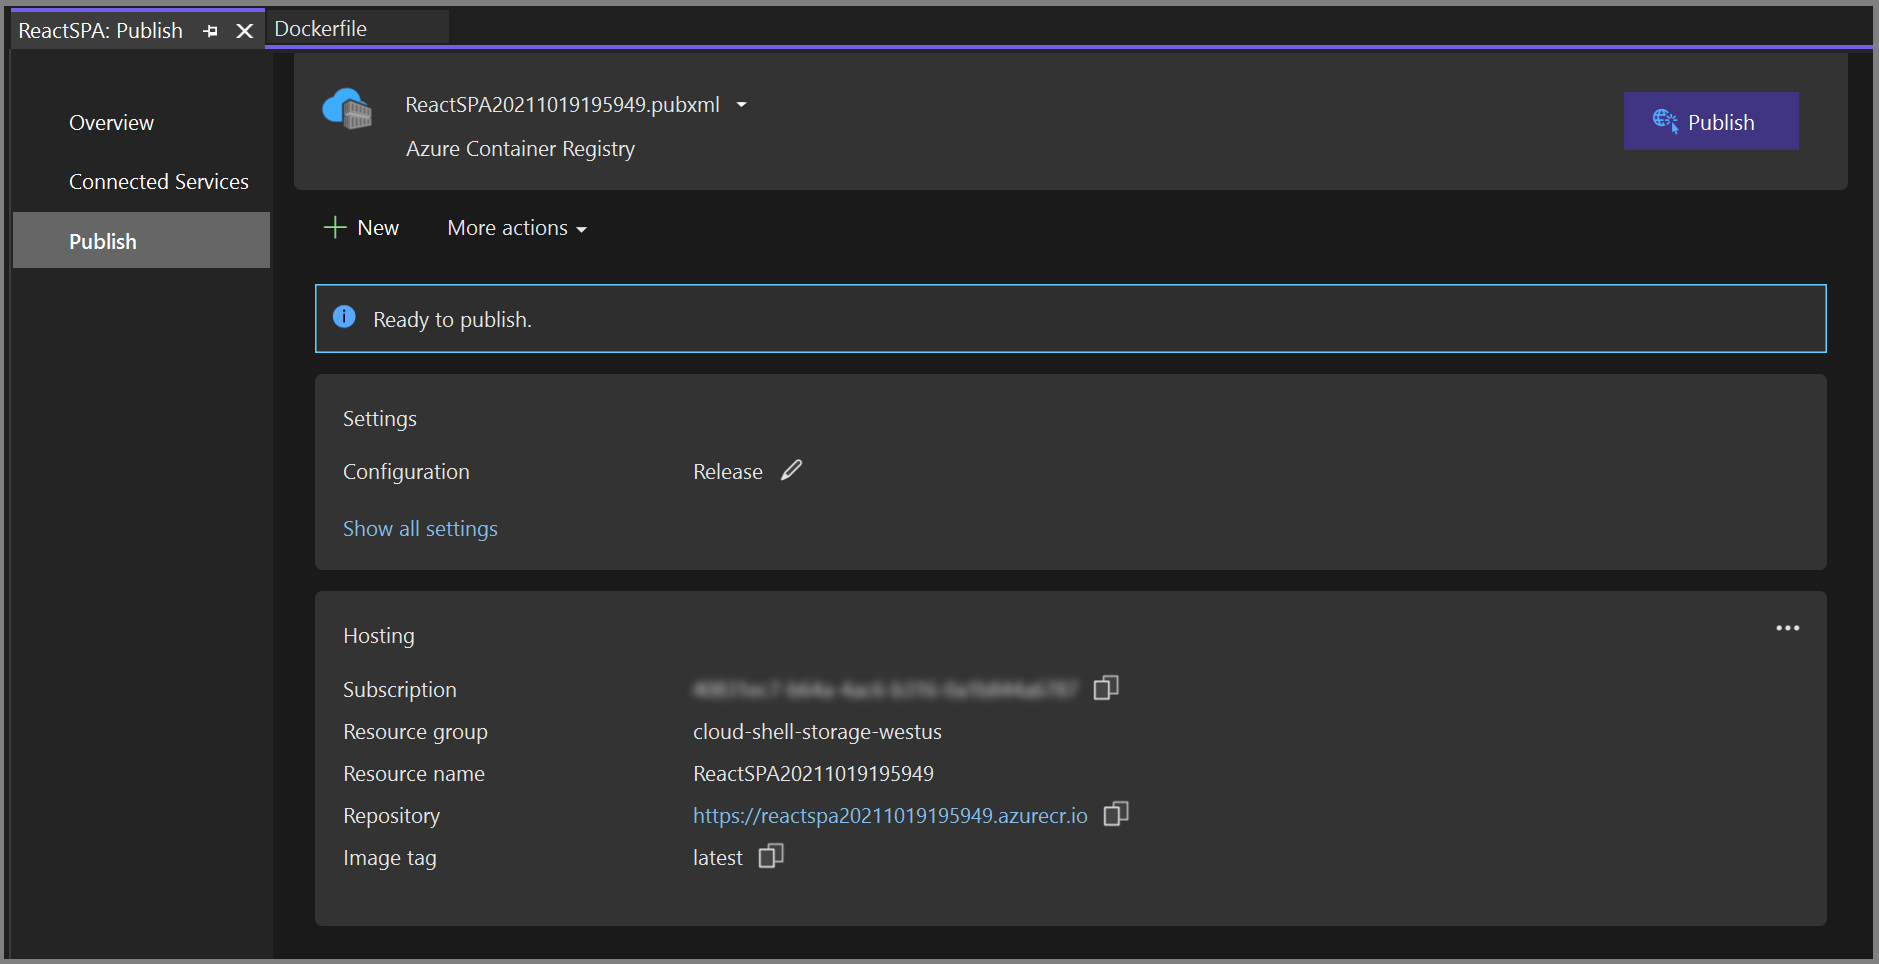 ReactSPA: Publish
Dockerfile
Overview
Connected Services
Publish
ReactSPA20211019195949.pubxml
Azure Container Registry
Publish
New
More actions
Ready to publish.
Settings
Configuration Release
Show all settings
Hosting
Subscription
Resource group cloud-shell-storage-westus
Resource name ReactSPA20211019195949
Repository https://reactspa20211019195949.azurecr.io
Image tag latest